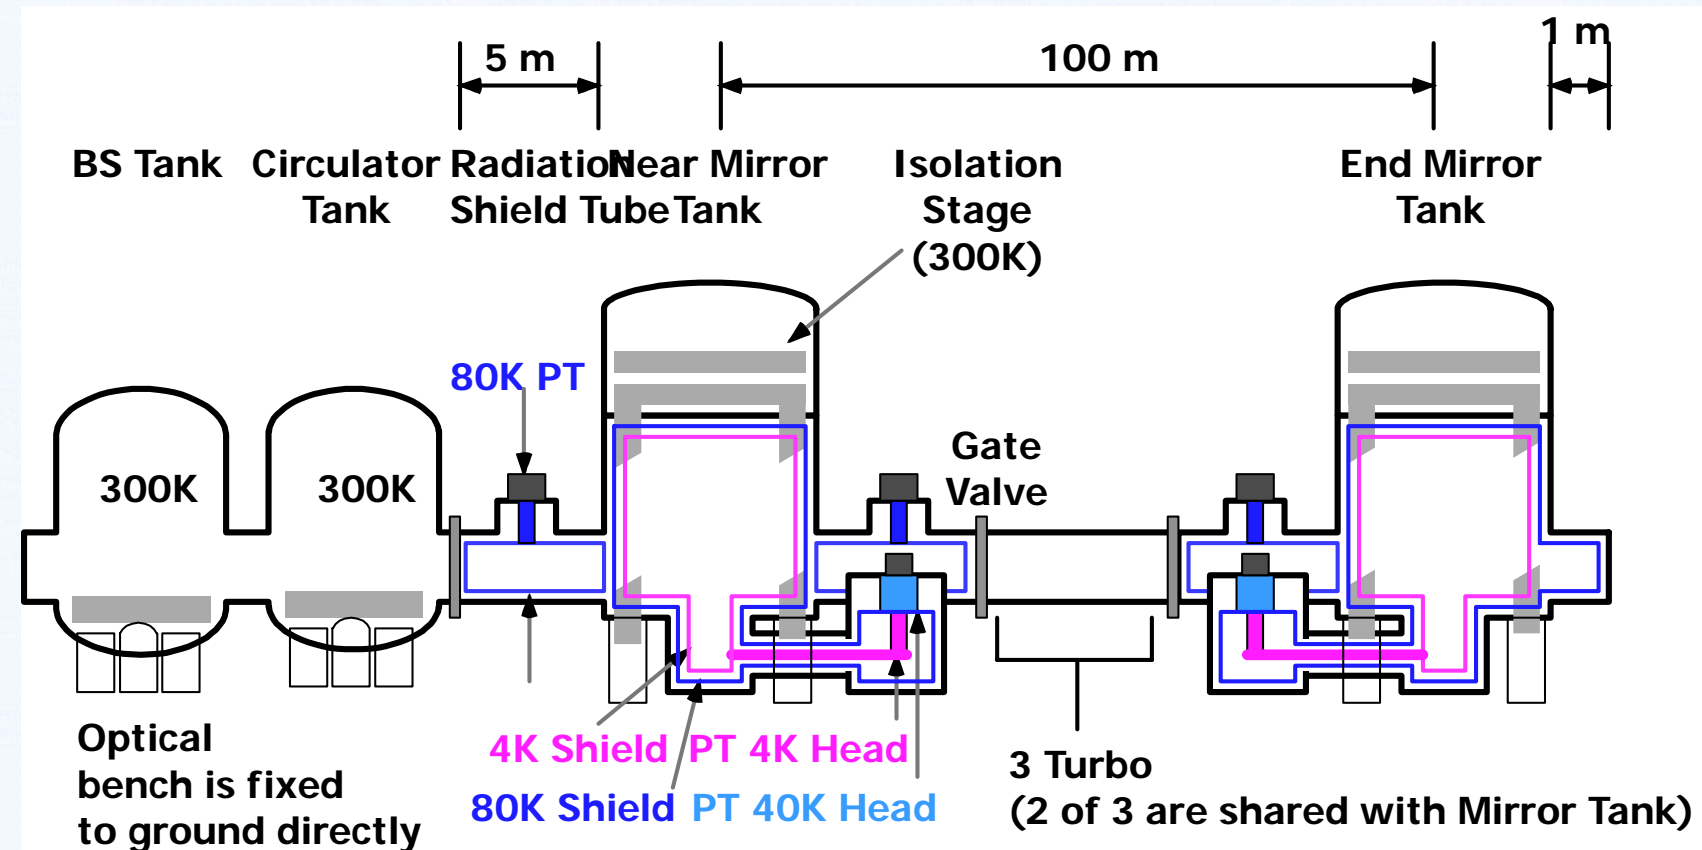 5 m
100 m
1 m
BS Tank
Circulator
Tank
Radiation
Shield Tube
Near Mirror
Tank
Isolation
Stage
(300K)
End Mirror
Tank
80K PT
Gate
Valve
300K
300K
Optical
bench is fixed
to ground directly
4K Shield
PT 4K Head
80K Shield
PT 40K Head
3 Turbo
(2 of 3 are shared with Mirror Tank)